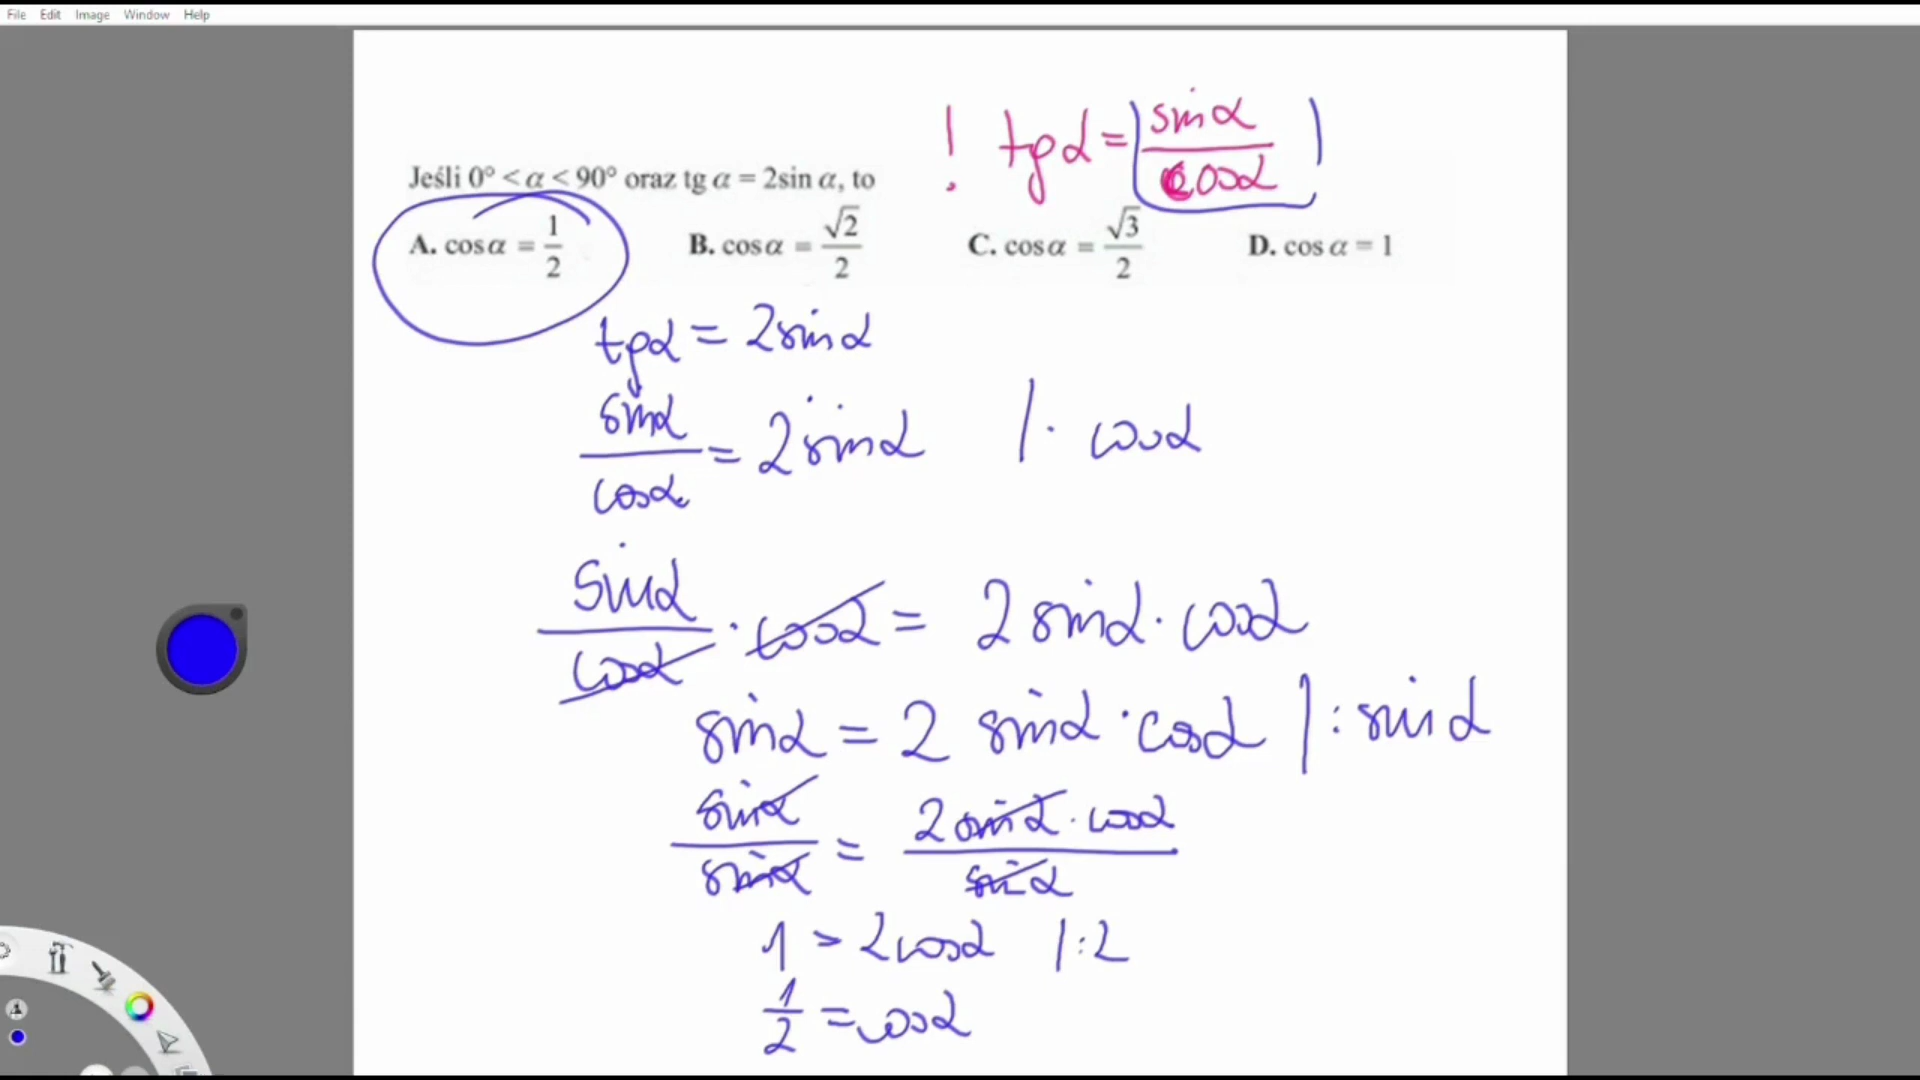 File Edit Image Window Help
! tgα = sinα/cosα
Jeśli 0° < α < 90° oraz tg α = 2sin α, to
A. cos α = 1/2 B. cos α = √2/2 C. cos α = √3/2 D. cos α = 1
tgα = 2sinα
sinα/cosα = 2sinα |· cosα
sinα/cosα · cosα = 2sinα · cosα
sinα = 2 sinα · cosα |: sinα
sinα/sinα = 2sinα · cosα/sinα
1 = 2cosα |:2
1/2 = cosα